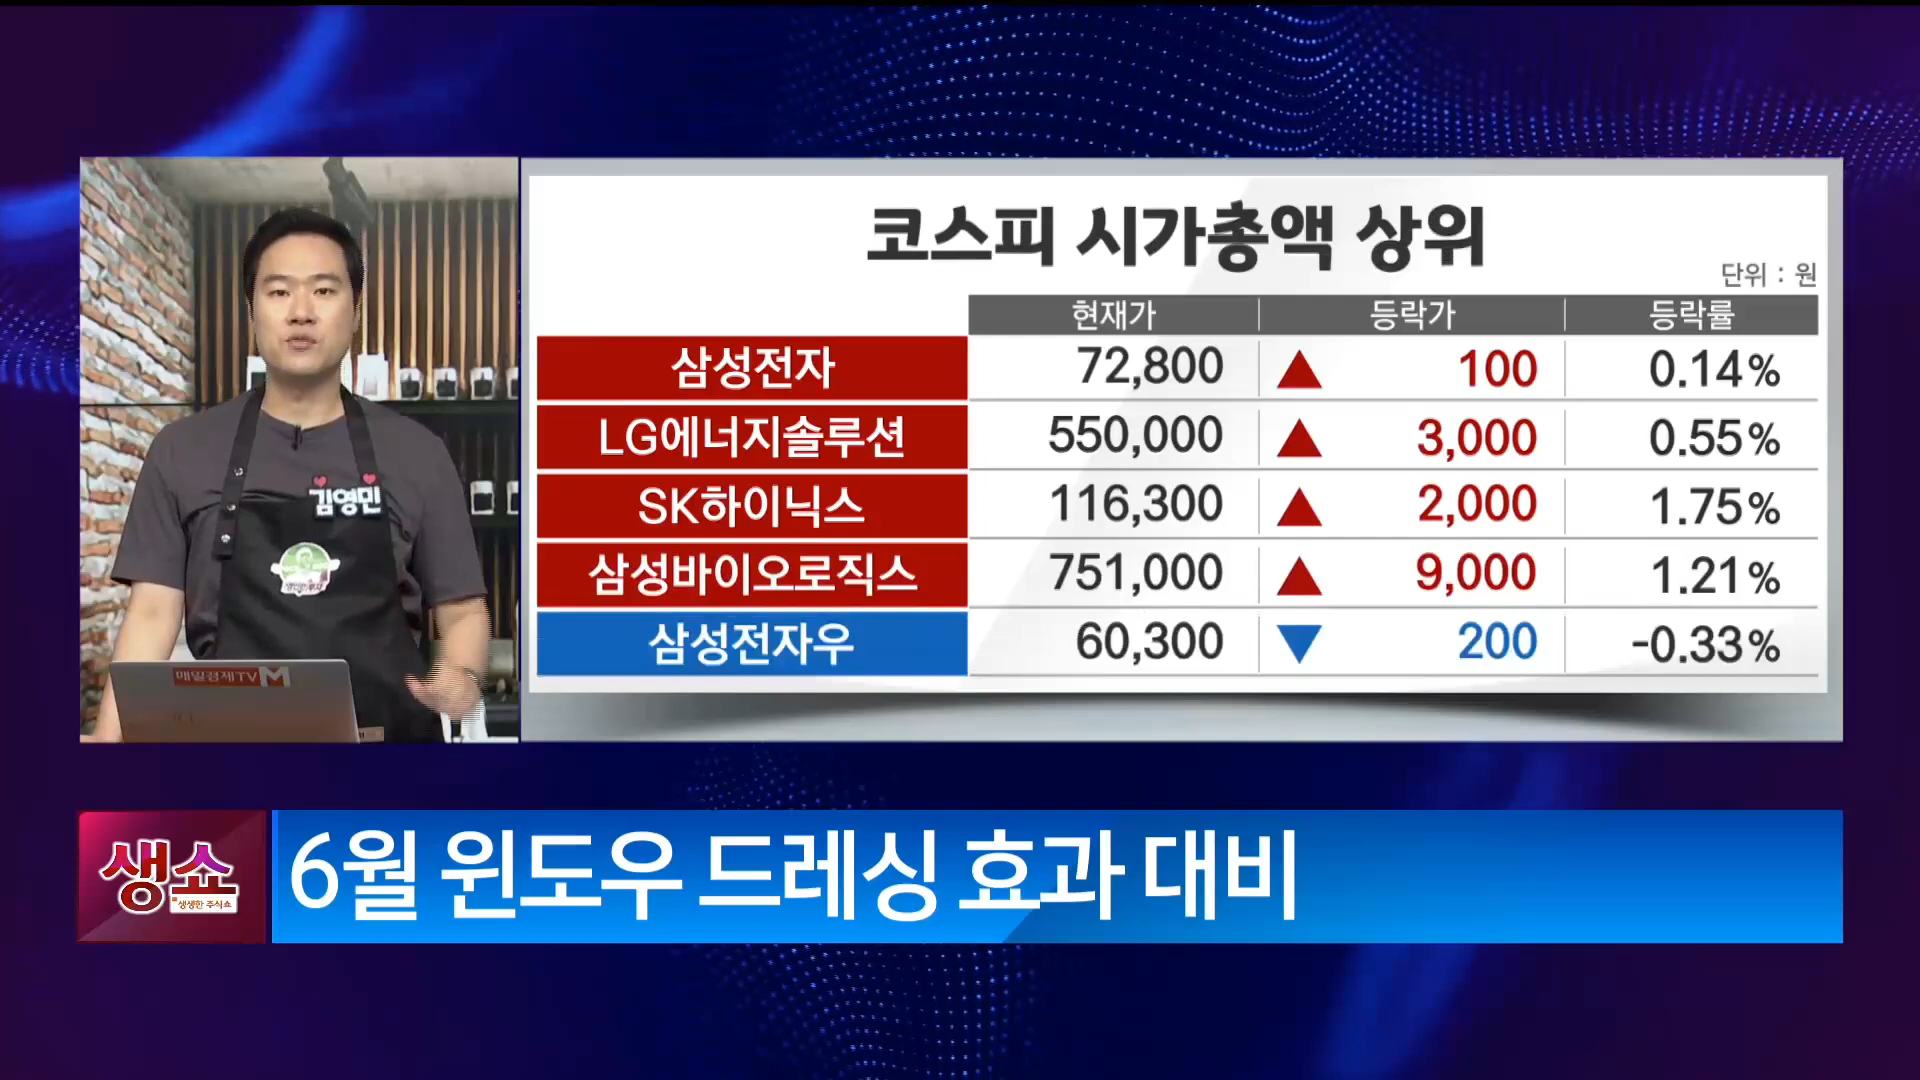 코스피 시가총액 상위
단위 : 원
현재가 등락가 등락률
삼성전자 72,800 ▲ 100 0.14%
LG에너지솔루션 550,000 ▲ 3,000 0.55%
SK하이닉스 116,300 ▲ 2,000 1.75%
삼성바이오로직스 751,000 ▲ 9,000 1.21%
삼성전자우 60,300 ▼ 200 -0.33%
김영민
매일경제TV M
생쇼
생생한 주식쇼
6월 윈도우 드레싱 효과 대비